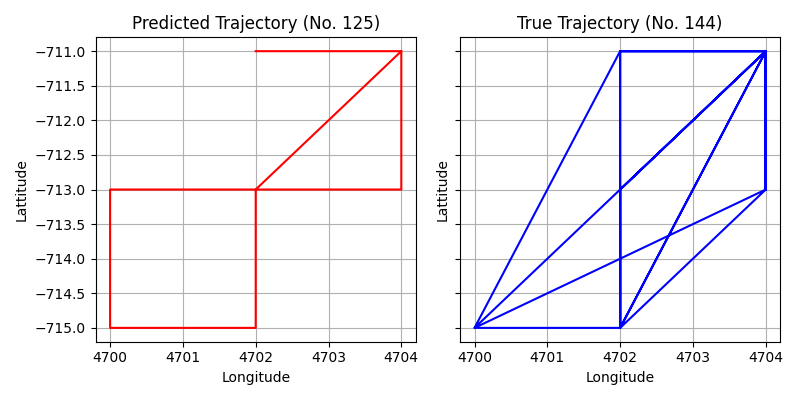 Predicted Trajectory (No. 125)
True Trajectory (No. 144)
Lattitude
−711.0
−711.5
−712.0
−712.5
−713.0
−713.5
−714.0
−714.5
−715.0
4700 4701 4702 4703 4704
Longitude
Lattitude
4700 4701 4702 4703 4704
Longitude